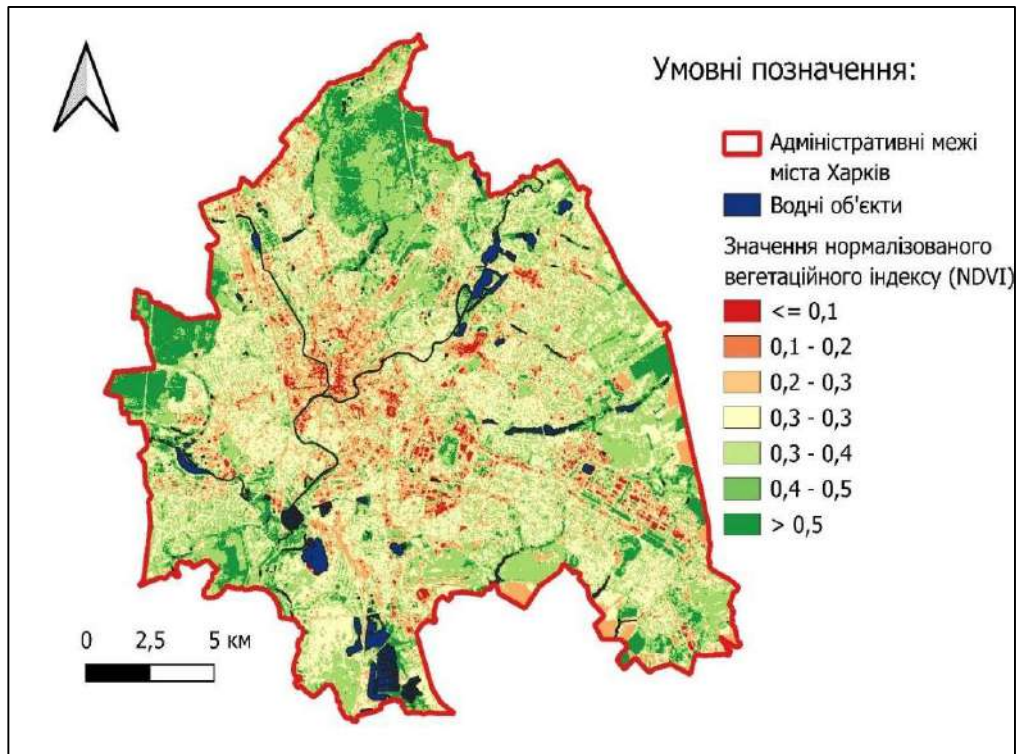 Умовні позначення:
Адміністративні межі
міста Харків
Водні об'єкти
Значення нормалізованого
вегетаційного індексу (NDVI)
<= 0,1
0,1 - 0,2
0,2 - 0,3
0,3 - 0,3
0,3 - 0,4
0,4 - 0,5
> 0,5
0 2,5 5 км